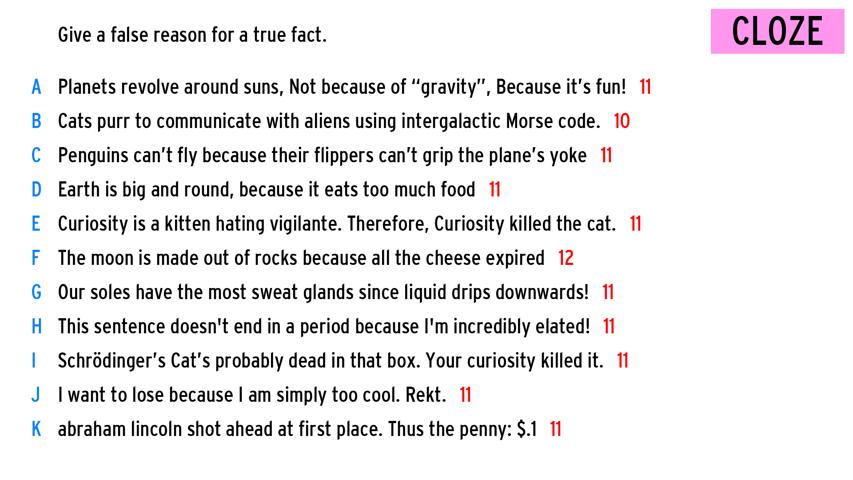 Give a false reason for a true fact.
CLOZE
A Planets revolve around suns, Not because of “gravity”, Because it’s fun! 11
B Cats purr to communicate with aliens using intergalactic Morse code. 10
C Penguins can’t fly because their flippers can’t grip the plane’s yoke 11
D Earth is big and round, because it eats too much food 11
E Curiosity is a kitten hating vigilante. Therefore, Curiosity killed the cat. 11
F The moon is made out of rocks because all the cheese expired 12
G Our soles have the most sweat glands since liquid drips downwards! 11
H This sentence doesn't end in a period because I'm incredibly elated! 11
I Schrödinger’s Cat’s probably dead in that box. Your curiosity killed it. 11
J I want to lose because I am simply too cool. Rekt. 11
K abraham lincoln shot ahead at first place. Thus the penny: $.1 11